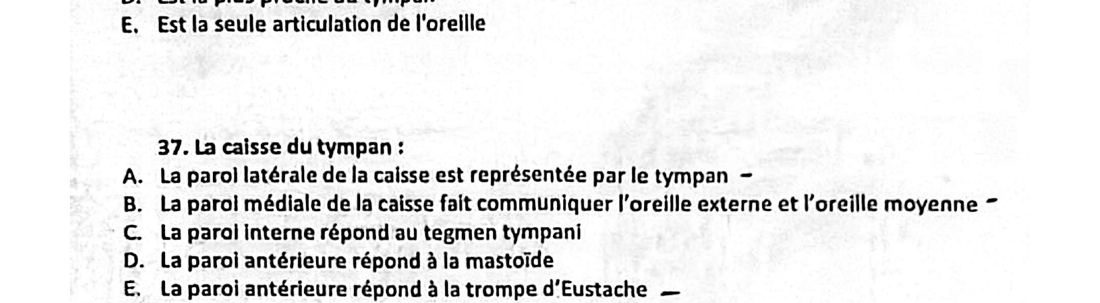 E. Est la seule articulation de l'oreille
37. La caisse du tympan :
A. La paroi latérale de la caisse est représentée par le tympan -
B. La paroi médiale de la caisse fait communiquer l'oreille externe et l'oreille moyenne -
C. La paroi interne répond au tegmen tympani
D. La paroi antérieure répond à la mastoïde
E. La paroi antérieure répond à la trompe d'Eustache —